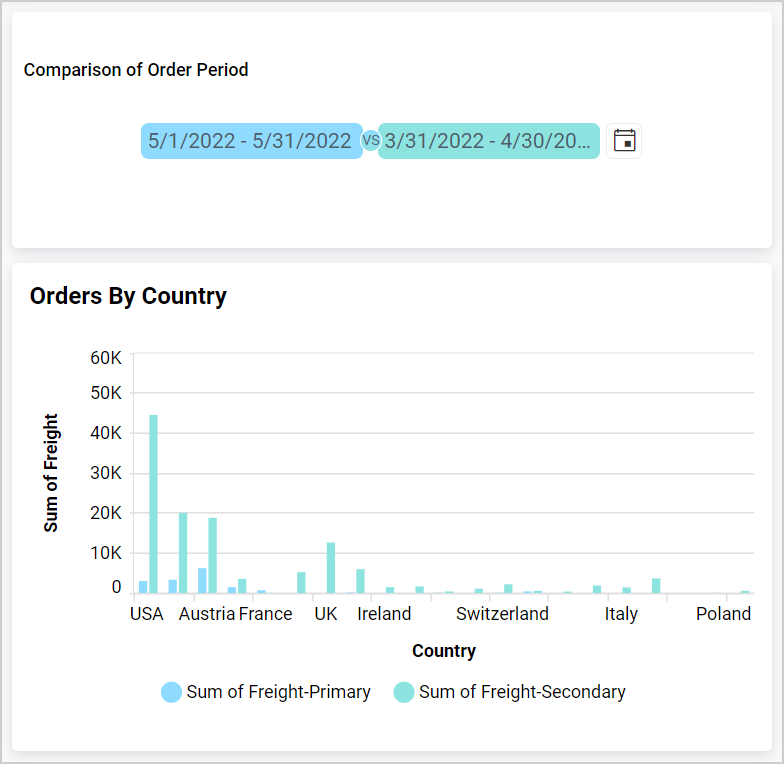 Comparison of Order Period
5/1/2022 - 5/31/2022 VS 3/31/2022 - 4/30/20...
Orders By Country
60K
50K
40K
30K
20K
10K
0
Sum of Freight
USA Austria France UK Ireland Switzerland Italy Poland
Country
Sum of Freight-Primary Sum of Freight-Secondary